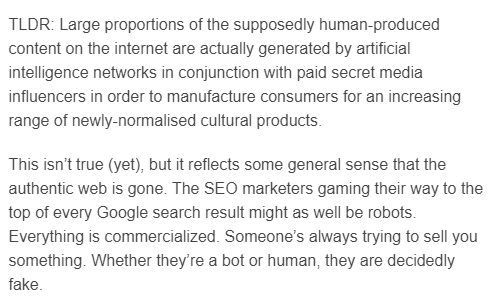 TLDR: Large proportions of the supposedly human-produced
content on the internet are actually generated by artificial
intelligence networks in conjunction with paid secret media
influencers in order to manufacture consumers for an increasing
range of newly-normalised cultural products.
This isn’t true (yet), but it reflects some general sense that the
authentic web is gone. The SEO marketers gaming their way to the
top of every Google search result might as well be robots.
Everything is commercialized. Someone’s always trying to sell you
something. Whether they’re a bot or human, they are decidedly
fake.